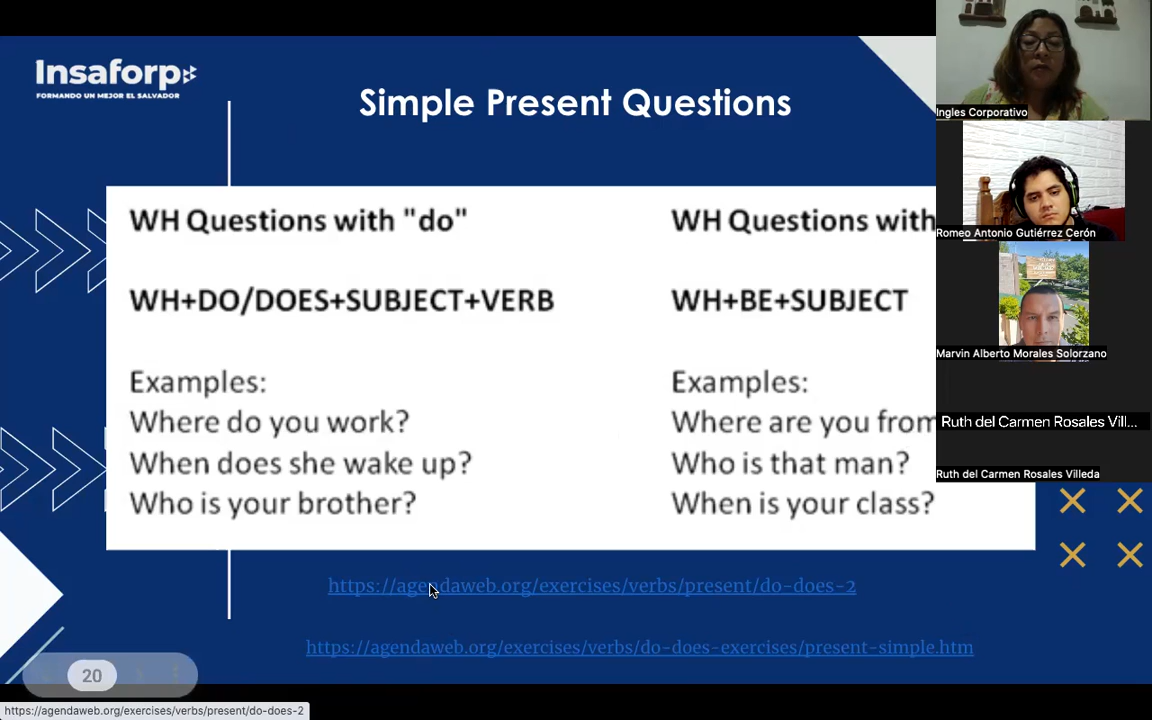 Insaforp
FORMANDO UN MEJOR EL SALVADOR
Simple Present Questions
WH Questions with "do"
WH+DO/DOES+SUBJECT+VERB
Examples:
Where do you work?
When does she wake up?
Who is your brother?
WH Questions with
WH+BE+SUBJECT
Examples:
Where are you from
Who is that man?
When is your class?
https://agendaweb.org/exercises/verbs/present/do-does-2
https://agendaweb.org/exercises/verbs/do-does-exercises/present-simple.htm
20
https://agendaweb.org/exercises/verbs/present/do-does-2
Ingles Corporativo
Romeo Antonio Gutiérrez Cerón
Marvin Alberto Morales Solorzano
Ruth del Carmen Rosales Vill...
Ruth del Carmen Rosales Villeda